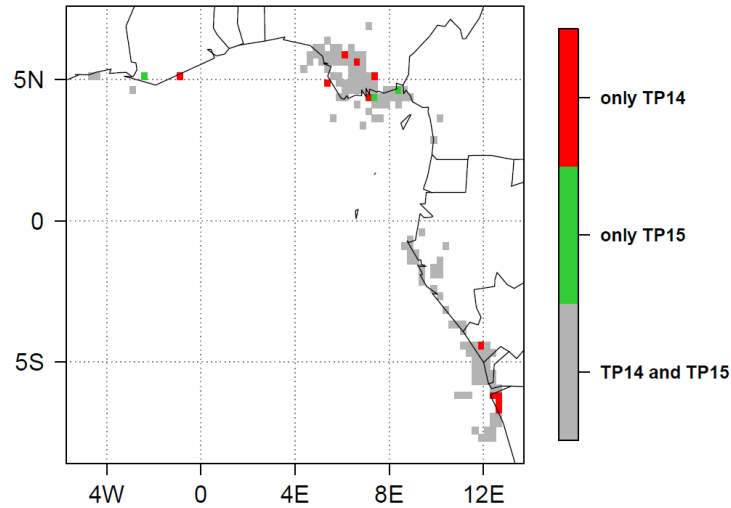 5N
0
5S
4W 0 4E 8E 12E
only TP14
only TP15
TP14 and TP15